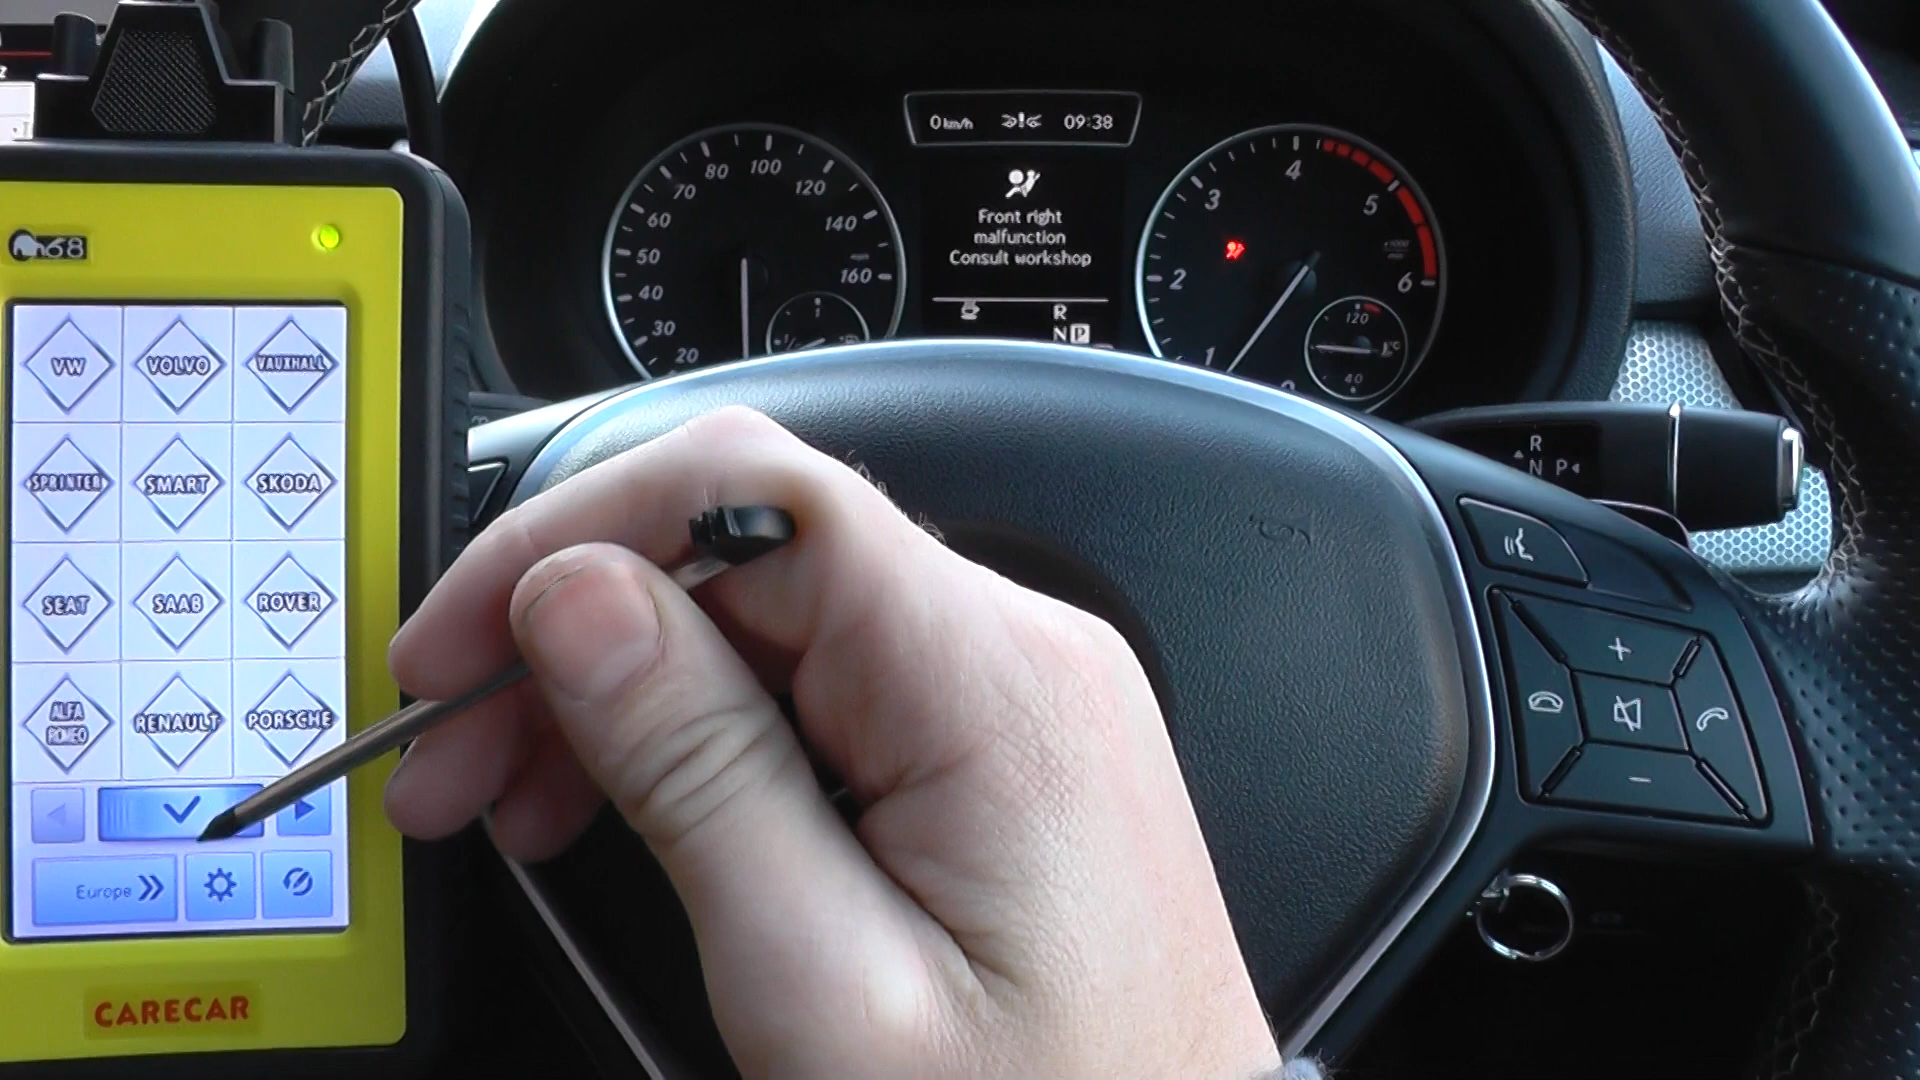 68
VW
VOLVO
VAUXHALL
SPRINTER
SMART
SKODA
SEAT
SAAB
ROVER
ALFA
ROMEO
RENAULT
PORSCHE
Europe
CARECAR
20
30
40
50
60
70
80
100
120
140
160
0 km/h
09:38
Front right
malfunction
Consult workshop
R
N P
1
2
3
4
5
6
120
°C
40
R
N P
+
−